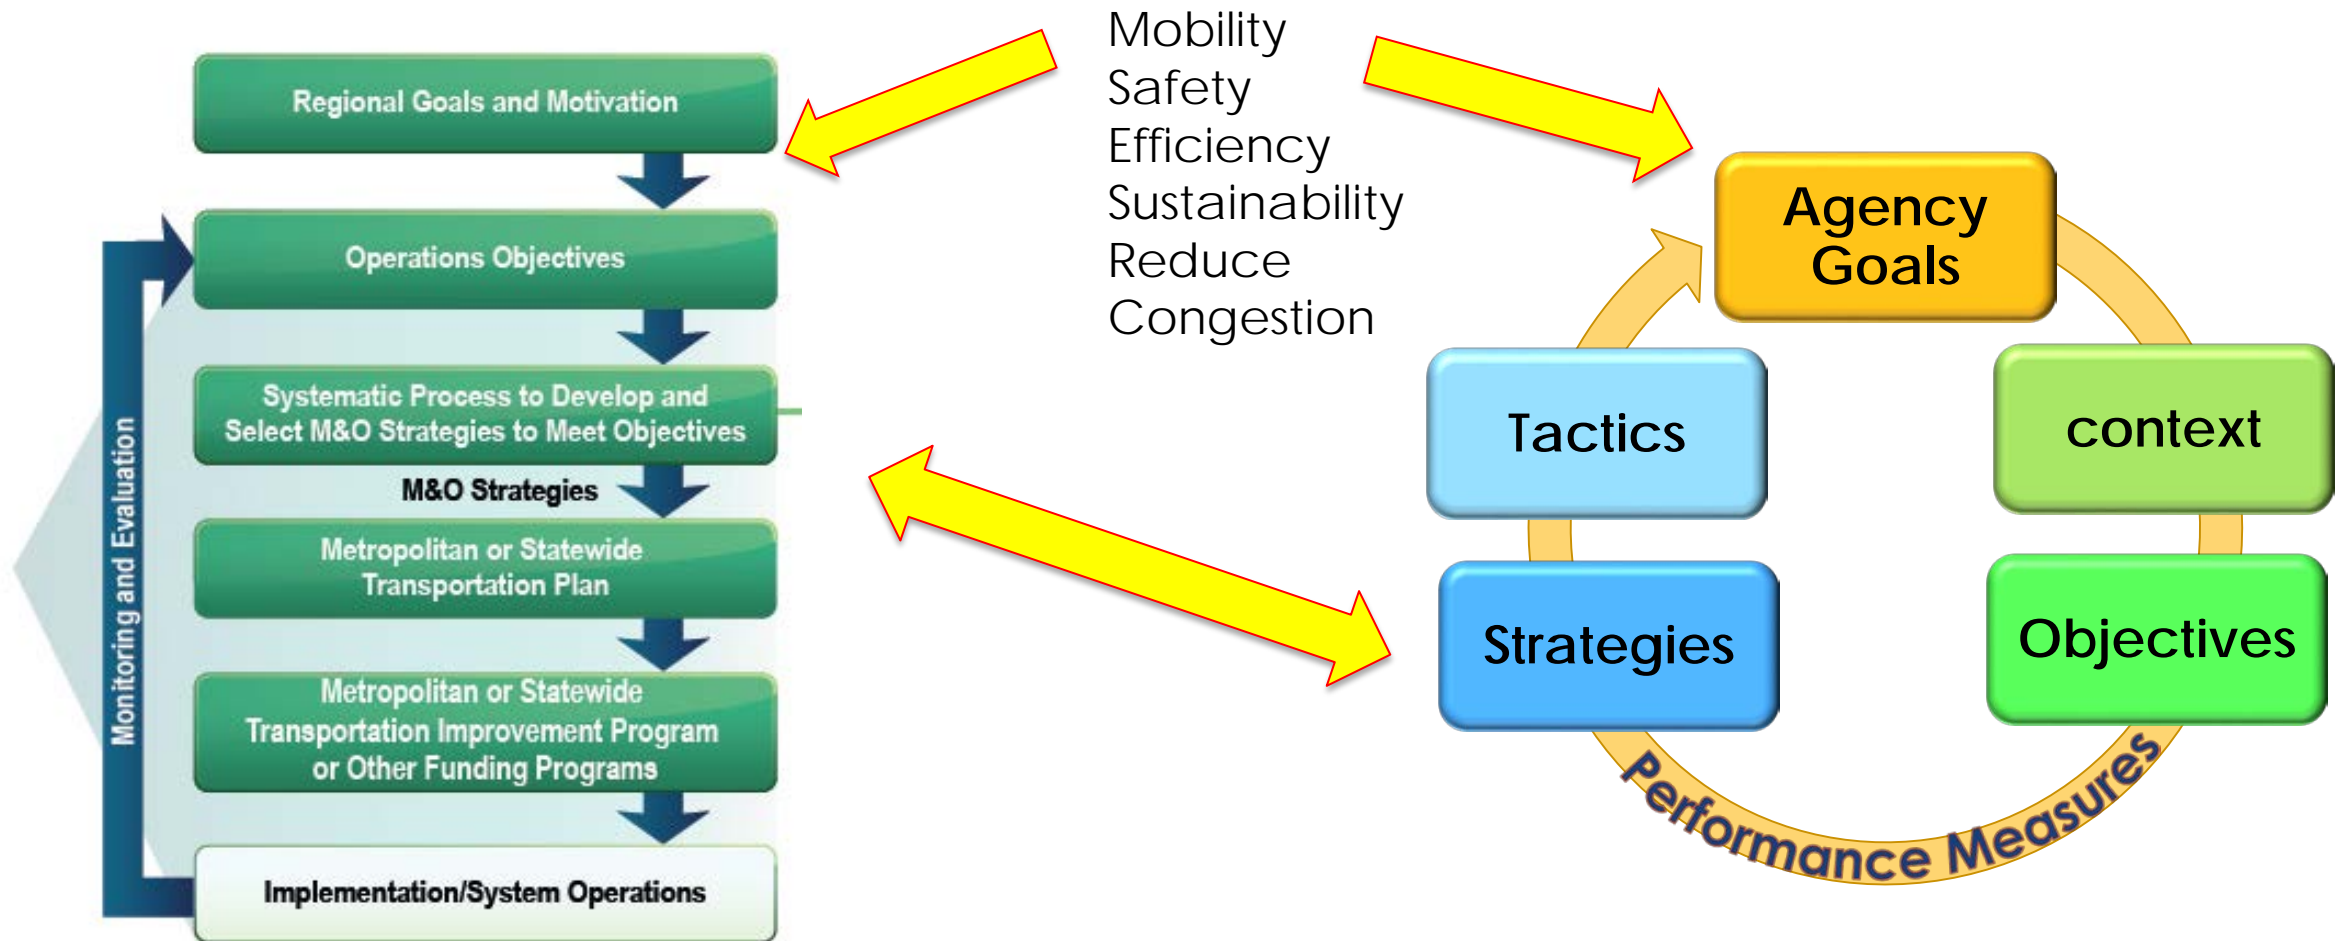 Regional Goals and Motivation
Operations Objectives
Systematic Process to Develop and
Select M&O Strategies to Meet Objectives
M&O Strategies
Metropolitan or Statewide
Transportation Plan
Metropolitan or Statewide
Transportation Improvement Program
or Other Funding Programs
Implementation/System Operations
Monitoring and Evaluation
Mobility
Safety
Efficiency
Sustainability
Reduce
Congestion
Agency
Goals
context
Objectives
Performance Measures
Strategies
Tactics